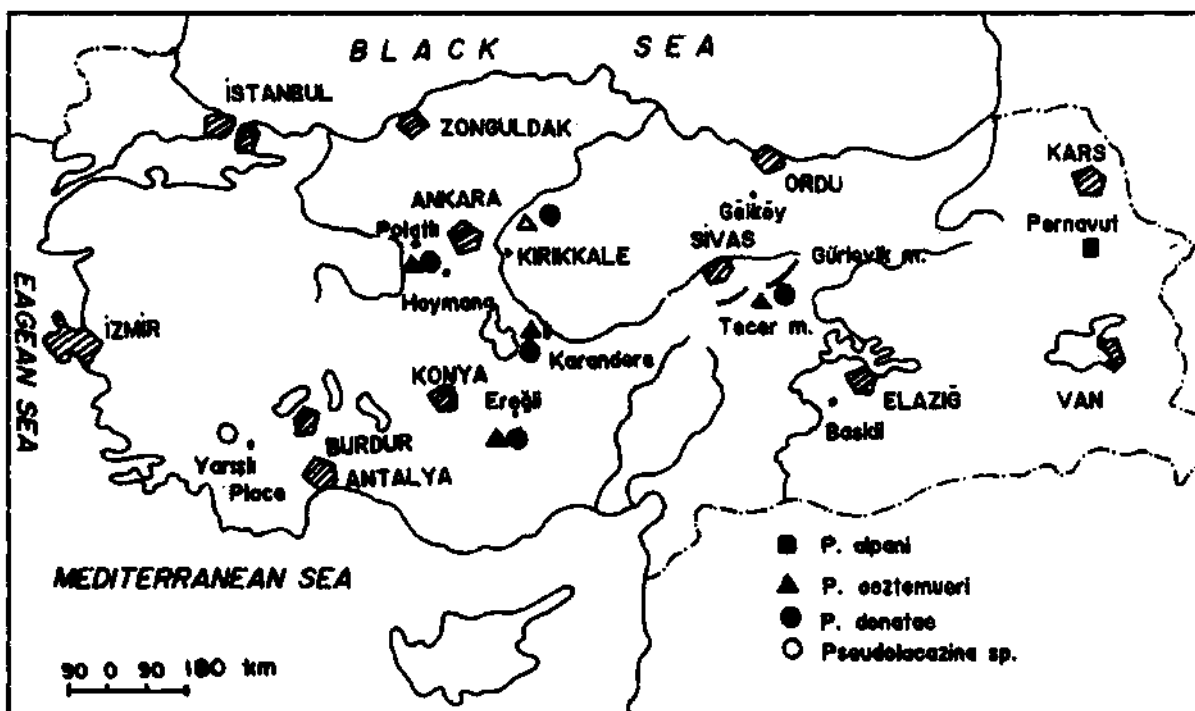 BLACK SEA
İSTANBUL
ZONGULDAK
ORDU
KARS
ANKARA
Gölköy
Pernavut
Polatlı
SİVAS
KIRIKKALE
Gürlevik m.
Haymana
EAGEAN SEA
İZMİR
Tecer m.
Karandere
KONYA
Ereğli
ELAZIĞ
VAN
Baskil
BURDUR
Yarışlı
Place
ANTALYA
P. alpani
MEDITERRANEAN SEA
P. oeztemueri
P. donatae
Pseudolacazina sp.
90 0 90 180 km